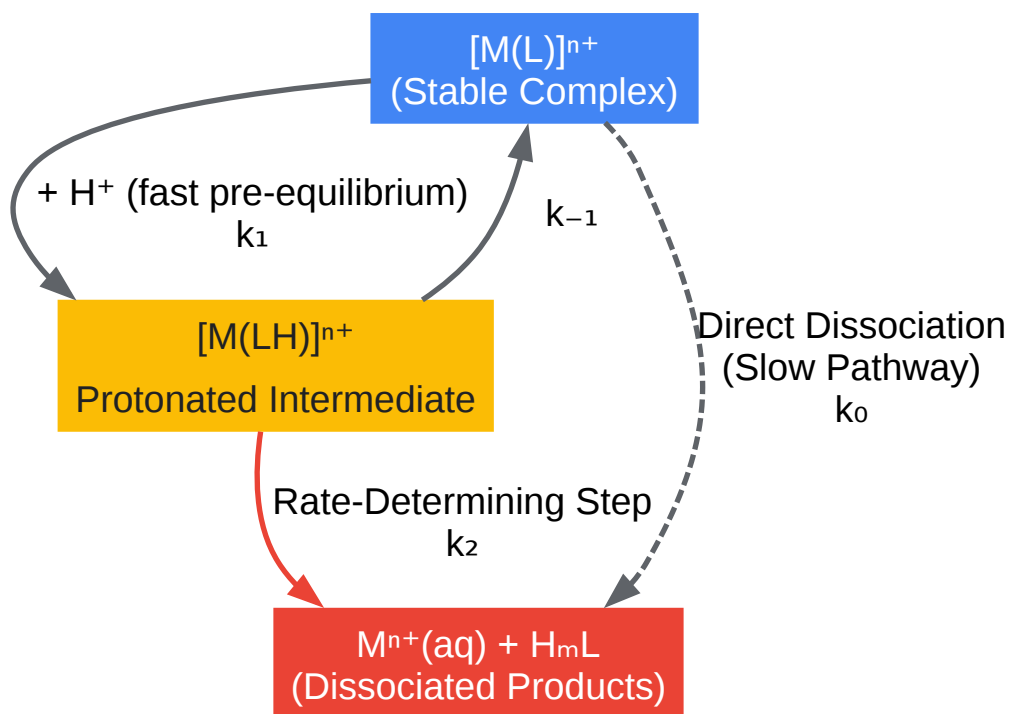 [M(L)]ⁿ⁺
(Stable Complex)
+ H⁺ (fast pre-equilibrium)
k₁
k₋₁
[M(LH)]ⁿ⁺
Protonated Intermediate
Direct Dissociation
(Slow Pathway)
k₀
Rate-Determining Step
k₂
Mⁿ⁺(aq) + HₘL
(Dissociated Products)